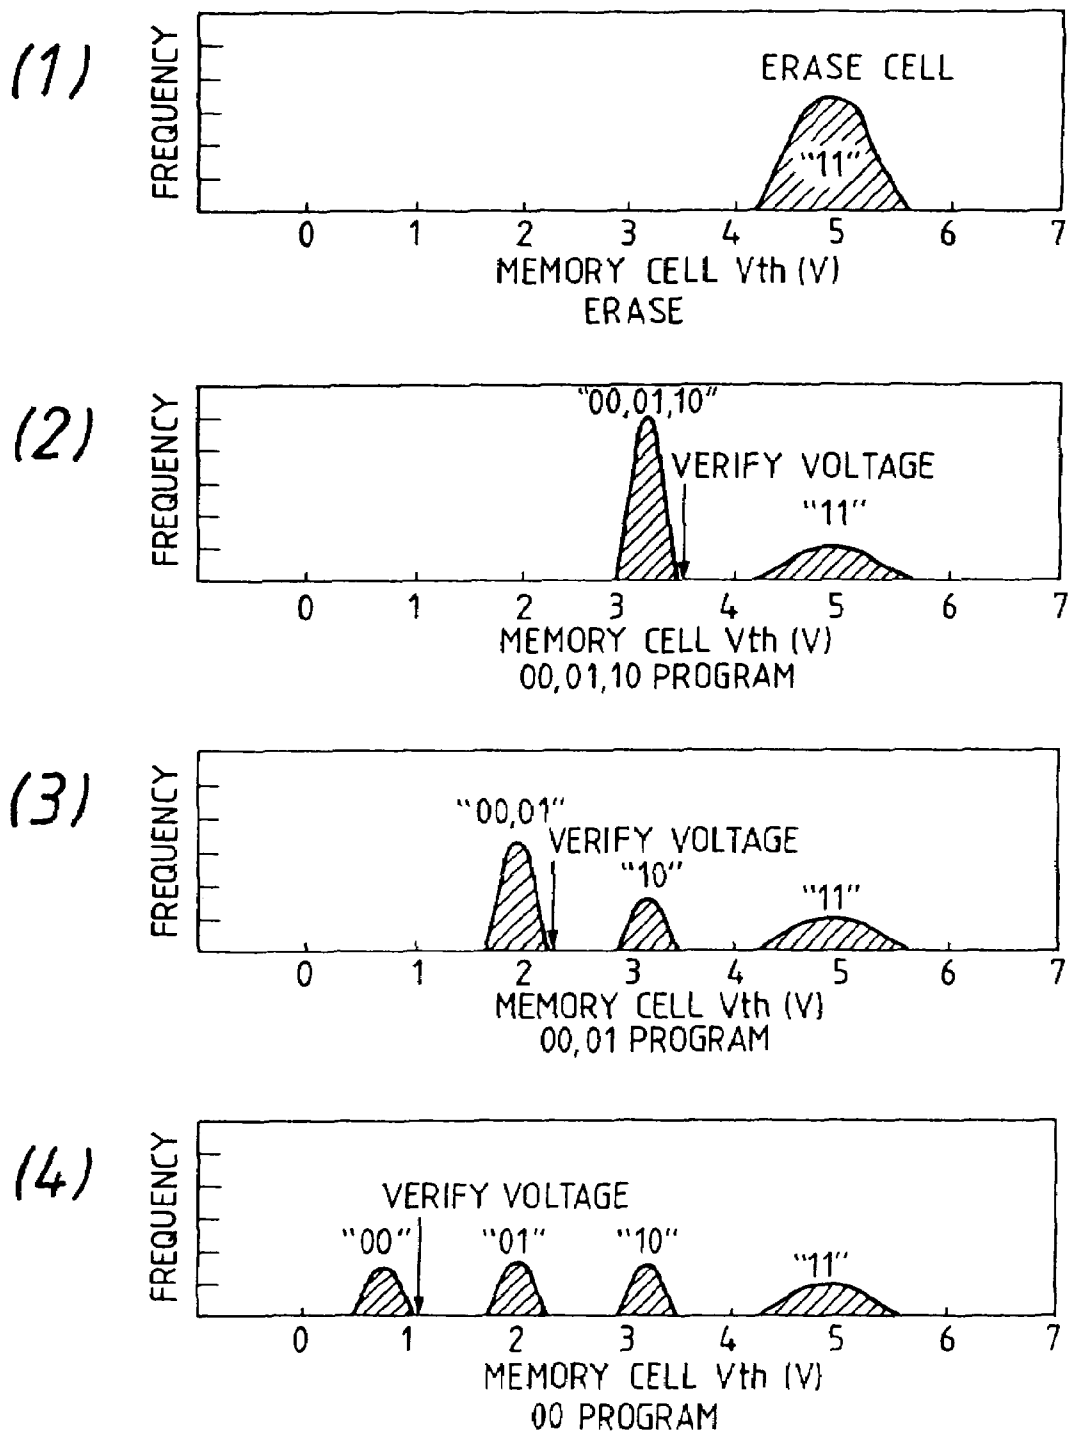 (1)
FREQUENCY
ERASE CELL
"11"
0 1 2 3 4 5 6 7
MEMORY CELL Vth (V)
ERASE
(2)
FREQUENCY
"00,01,10"
VERIFY VOLTAGE
"11"
0 1 2 3 4 5 6 7
MEMORY CELL Vth (V)
00,01,10 PROGRAM
(3)
FREQUENCY
"00,01"
VERIFY VOLTAGE
"10"
"11"
0 1 2 3 4 5 6 7
MEMORY CELL Vth (V)
00,01 PROGRAM
(4)
FREQUENCY
VERIFY VOLTAGE
"00" "01" "10" "11"
0 1 2 3 4 5 6 7
MEMORY CELL Vth (V)
00 PROGRAM